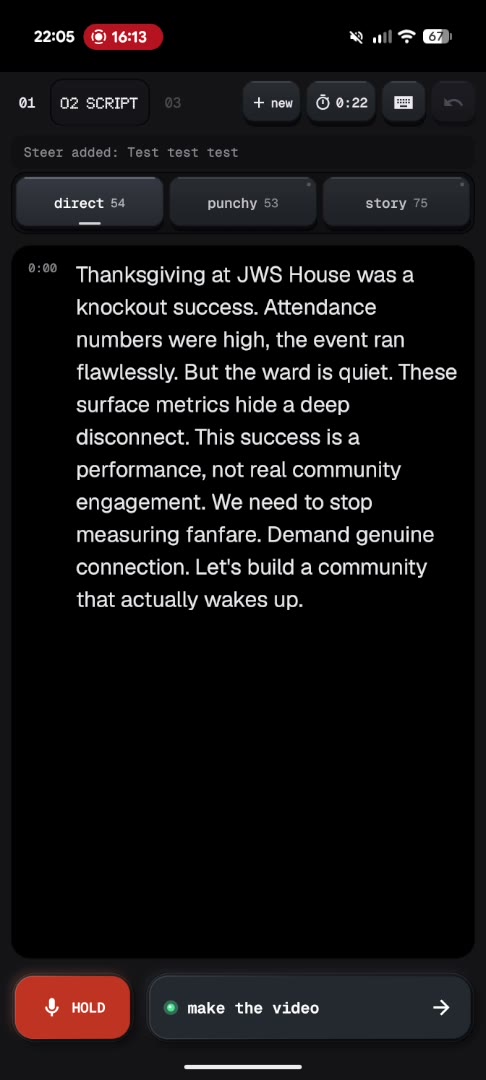 22:05 16:13 67
01 02 SCRIPT 03 + new 0:22
Steer added: Test test test
direct 54 punchy 53 story 75
0:00 Thanksgiving at JWS House was a
knockout success. Attendance
numbers were high, the event ran
flawlessly. But the ward is quiet. These
surface metrics hide a deep
disconnect. This success is a
performance, not real community
engagement. We need to stop
measuring fanfare. Demand genuine
connection. Let's build a community
that actually wakes up.
HOLD make the video